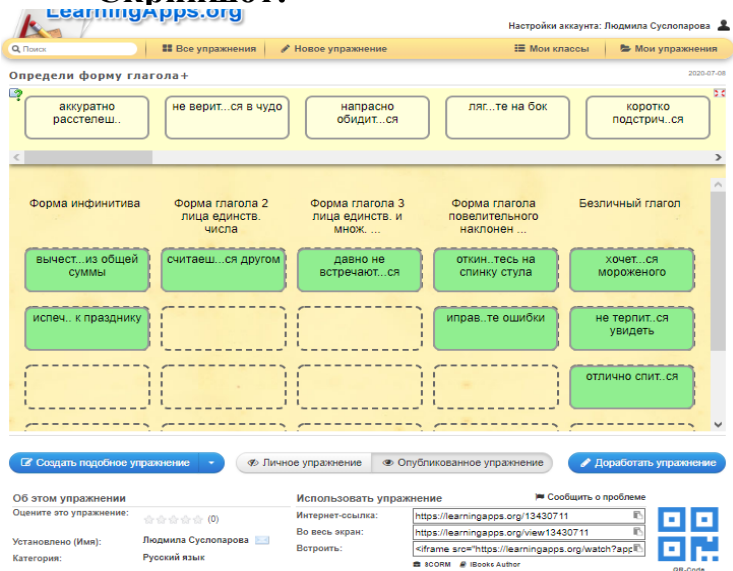 Скриншот:
LearningApps.org
Настройки аккаунта: Людмила Суслопарова
Поиск
Все упражнения
Новое упражнение
Мои классы
Мои упражнения
Определи форму глагола+
2020-07-08
аккуратно
расстелеш..
не верит...ся в чудо
напрасно
обидит...ся
ляг...те на бок
коротко
подстрич..ся
Форма инфинитива
Форма глагола 2
лица единств.
числа
Форма глагола 3
лица единств. и
множ. ...
Форма глагола
повелительного
наклонен ...
Безличный глагол
вычест...из общей
суммы
считаеш...ся другом
давно не
встречают...ся
откин..тесь на
спинку стула
хочет...ся
мороженого
испеч.. к празднику
иправ..те ошибки
не терпит..ся
увидеть
отлично спит..ся
Создать подобное упражнение
Личное упражнение
Опубликованное упражнение
Доработать упражнение
Об этом упражнении
Использовать упражнение
Сообщить о проблеме
Оцените это упражнение:
(0)
Интернет-ссылка:
https://learningapps.org/13430711
Во весь экран:
https://learningapps.org/view13430711
Установлено (Имя):
Людмила Суслопарова
Встроить:
<iframe src="https://learningapps.org/watch?app
Категория:
Русский язык
SCORM
iBooks Author
QR-Code